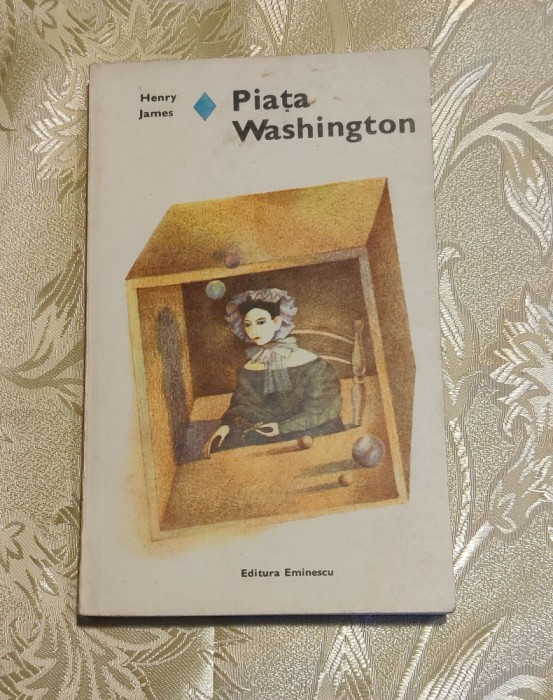 Henry
James
Piața
Washington
Editura Eminescu